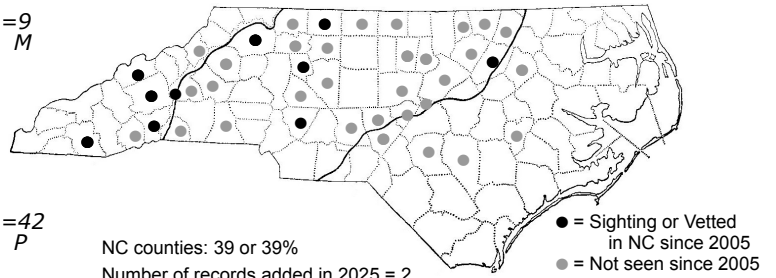 =9
M
=42
P
NC counties: 39 or 39%
Number of records added in 2025 = 2
= Sighting or Vetted
in NC since 2005
= Not seen since 2005